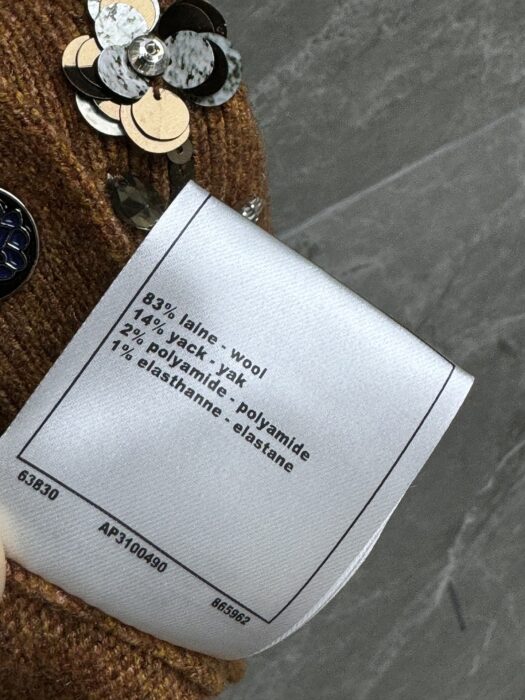 83% laine - wool
14% yack - yak
2% polyamide - polyamide
1% elasthanne - elastane
63830
AP3100490
865962